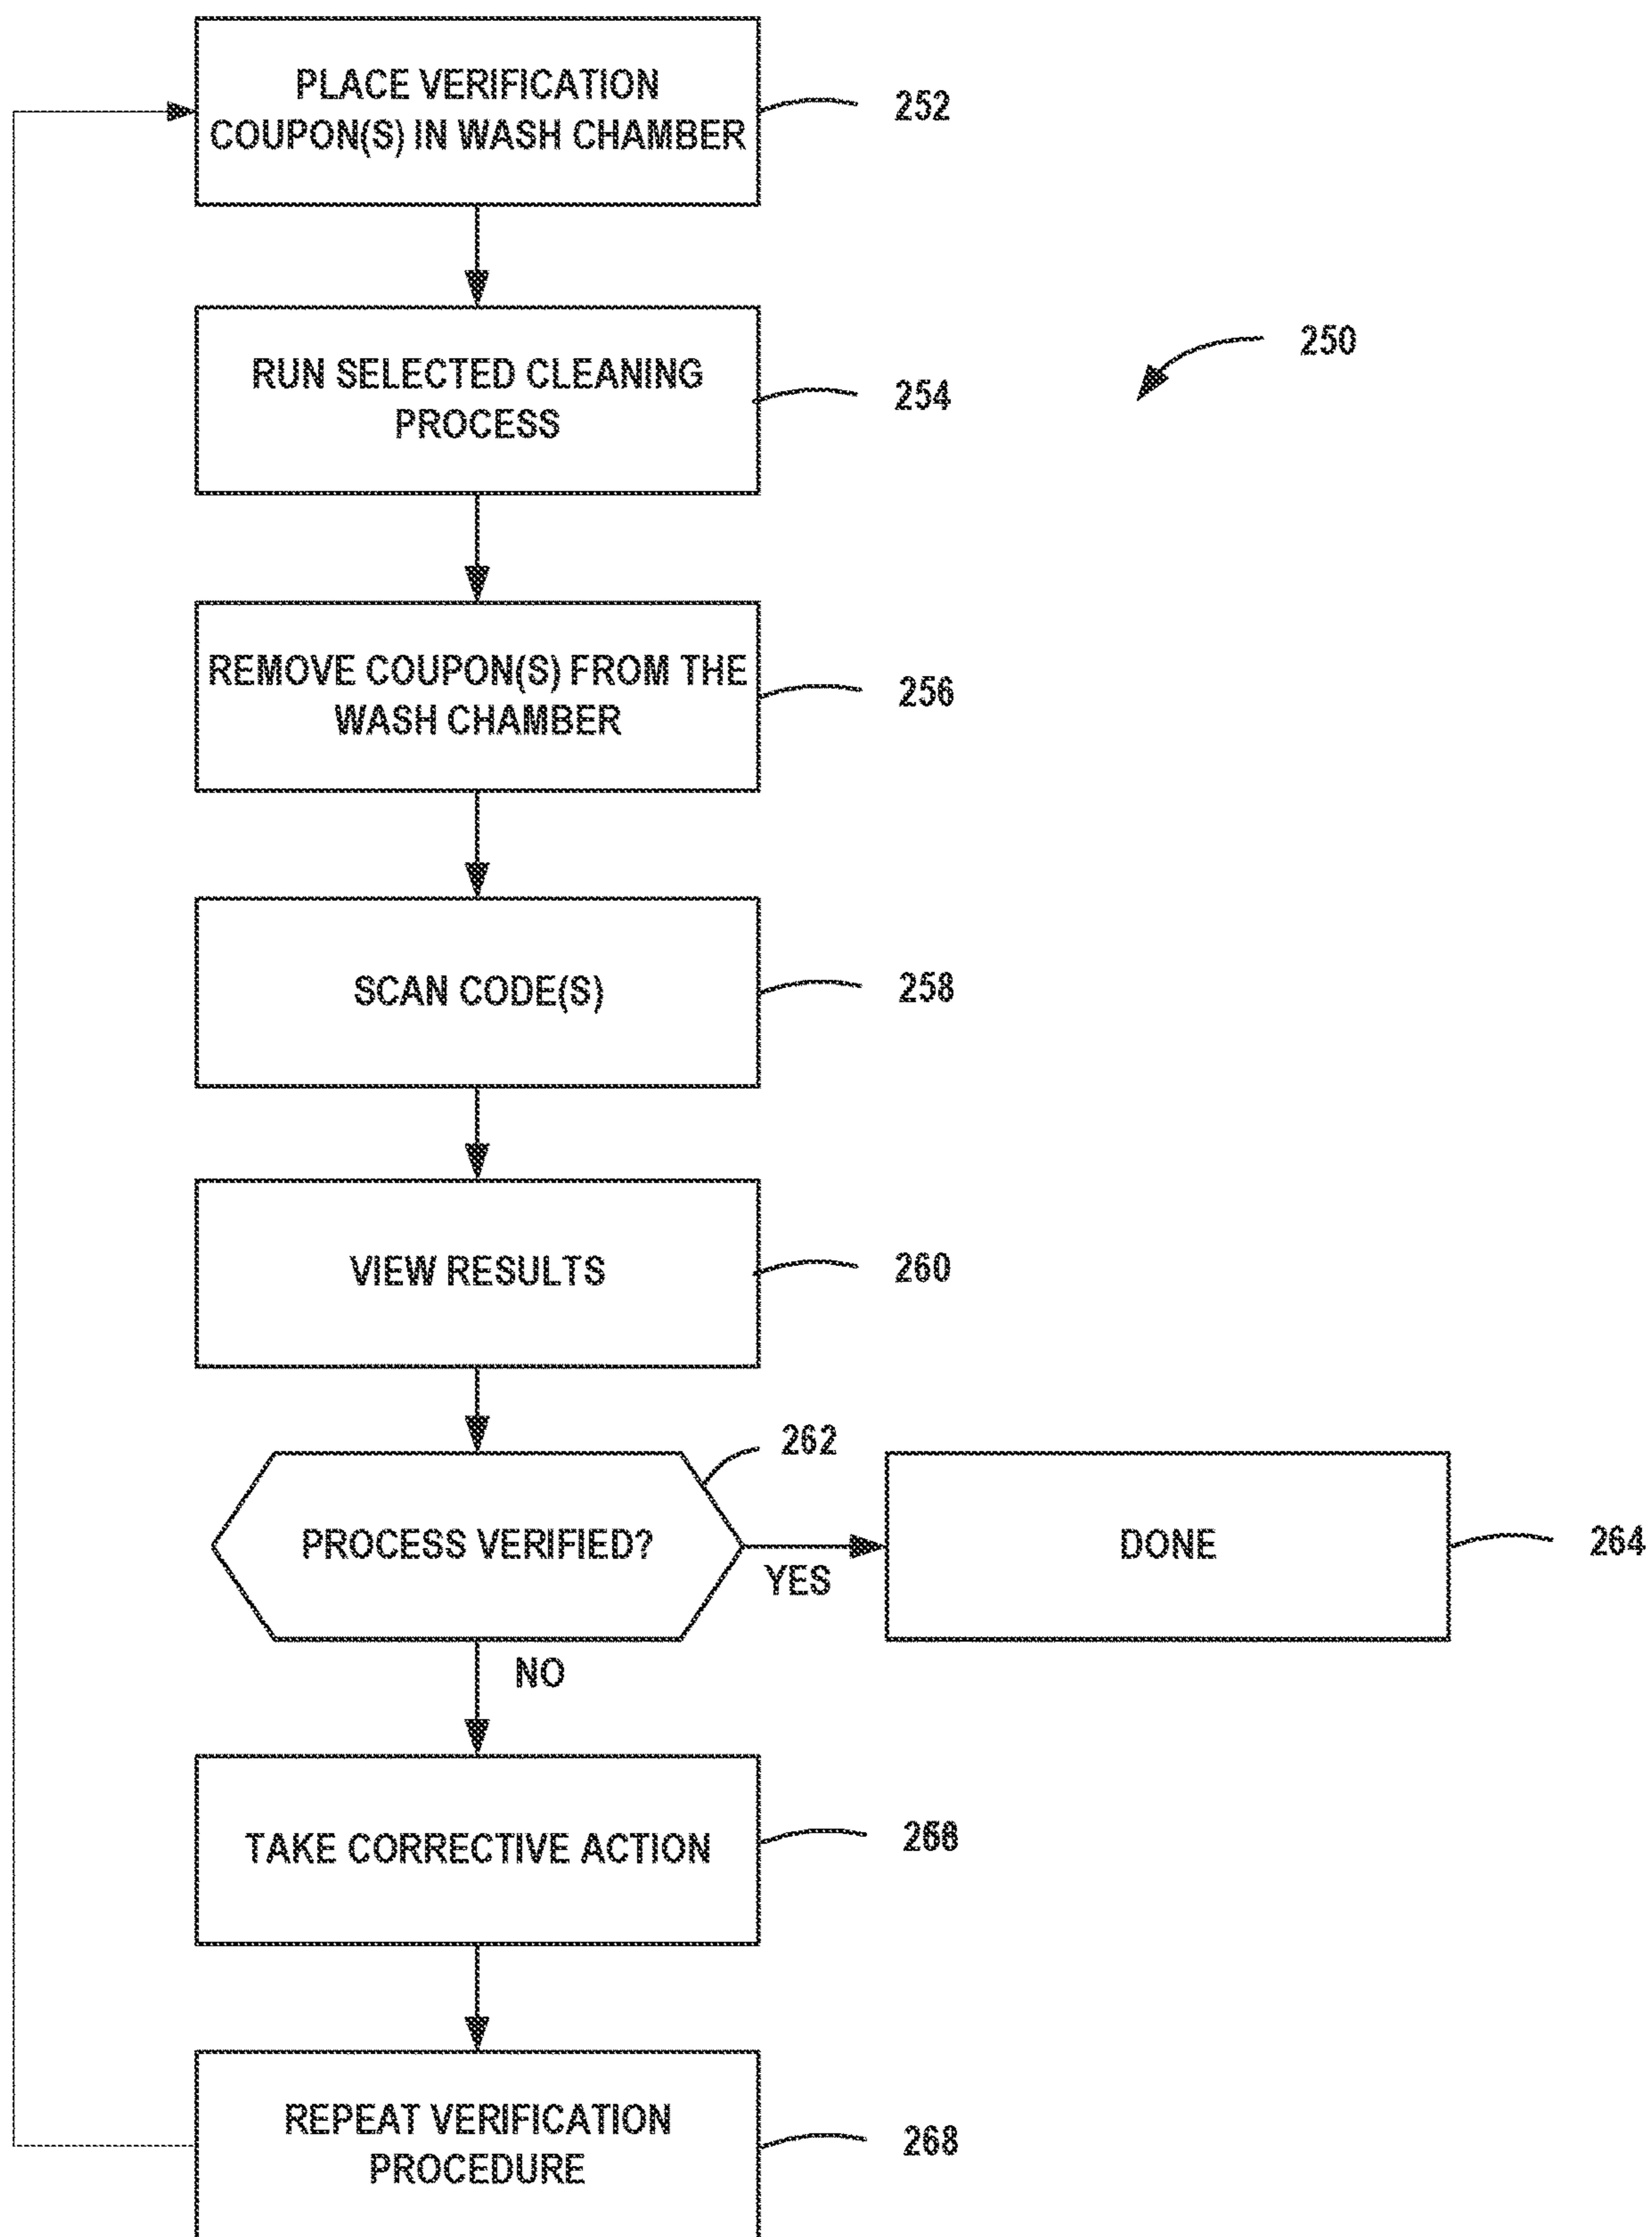 PLACE VERIFICATION
COUPON(S) IN WASH CHAMBER
252
250
RUN SELECTED CLEANING
PROCESS
254
REMOVE COUPON(S) FROM THE
WASH CHAMBER
256
SCAN CODE(S)
258
VIEW RESULTS
260
262
PROCESS VERIFIED?
YES
DONE
264
NO
TAKE CORRECTIVE ACTION
REPEAT VERIFICATION
PROCEDURE
268